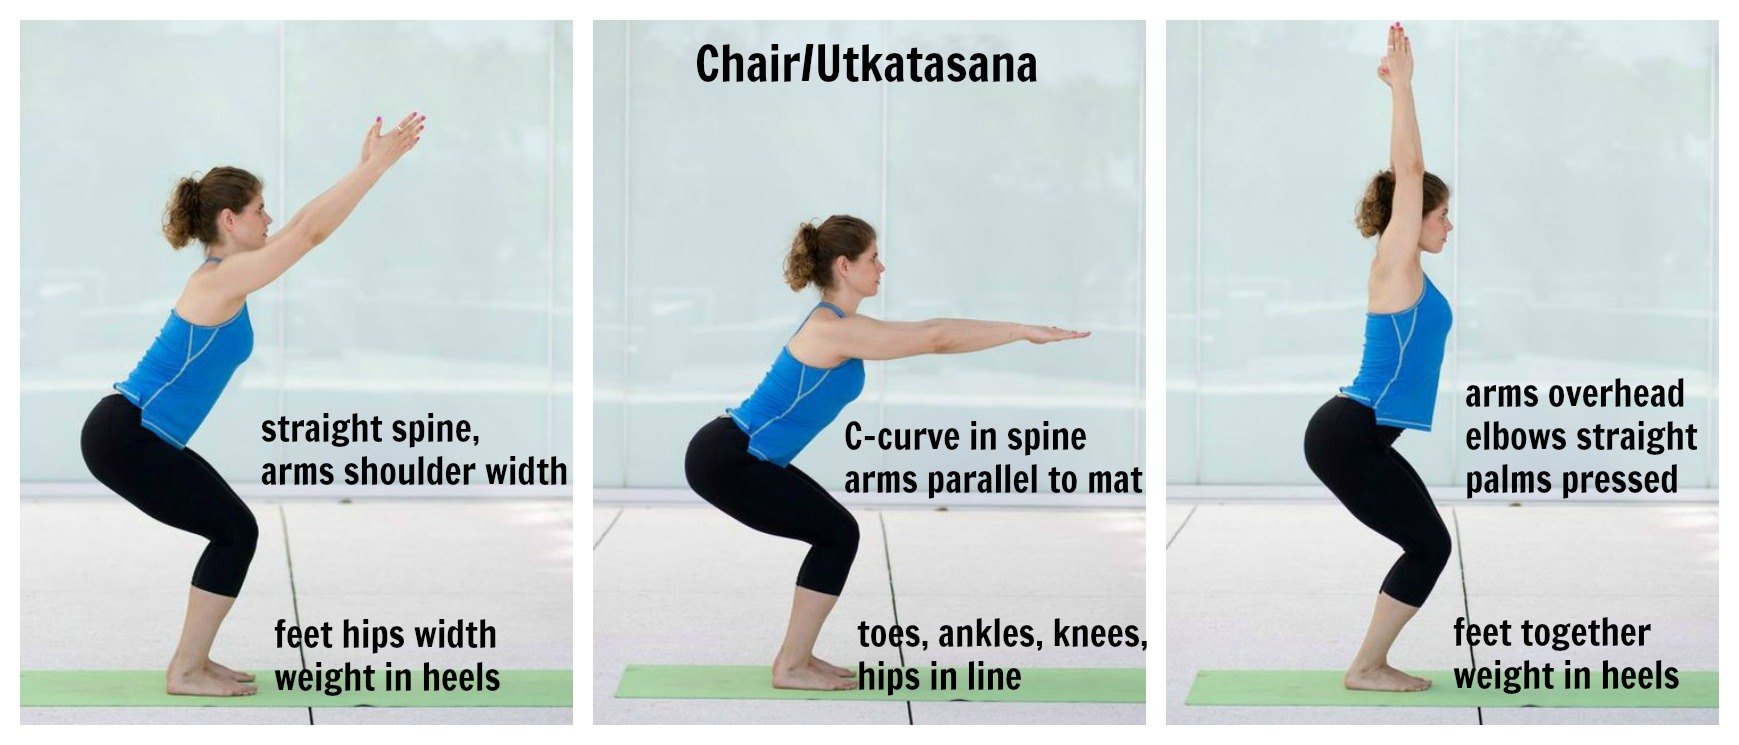 Chair/Utkatasana
straight spine,
arms shoulder width
feet hips width
weight in heels
C-curve in spine
arms parallel to mat
toes, ankles, knees,
hips in line
arms overhead
elbows straight
palms pressed
feet together
weight in heels